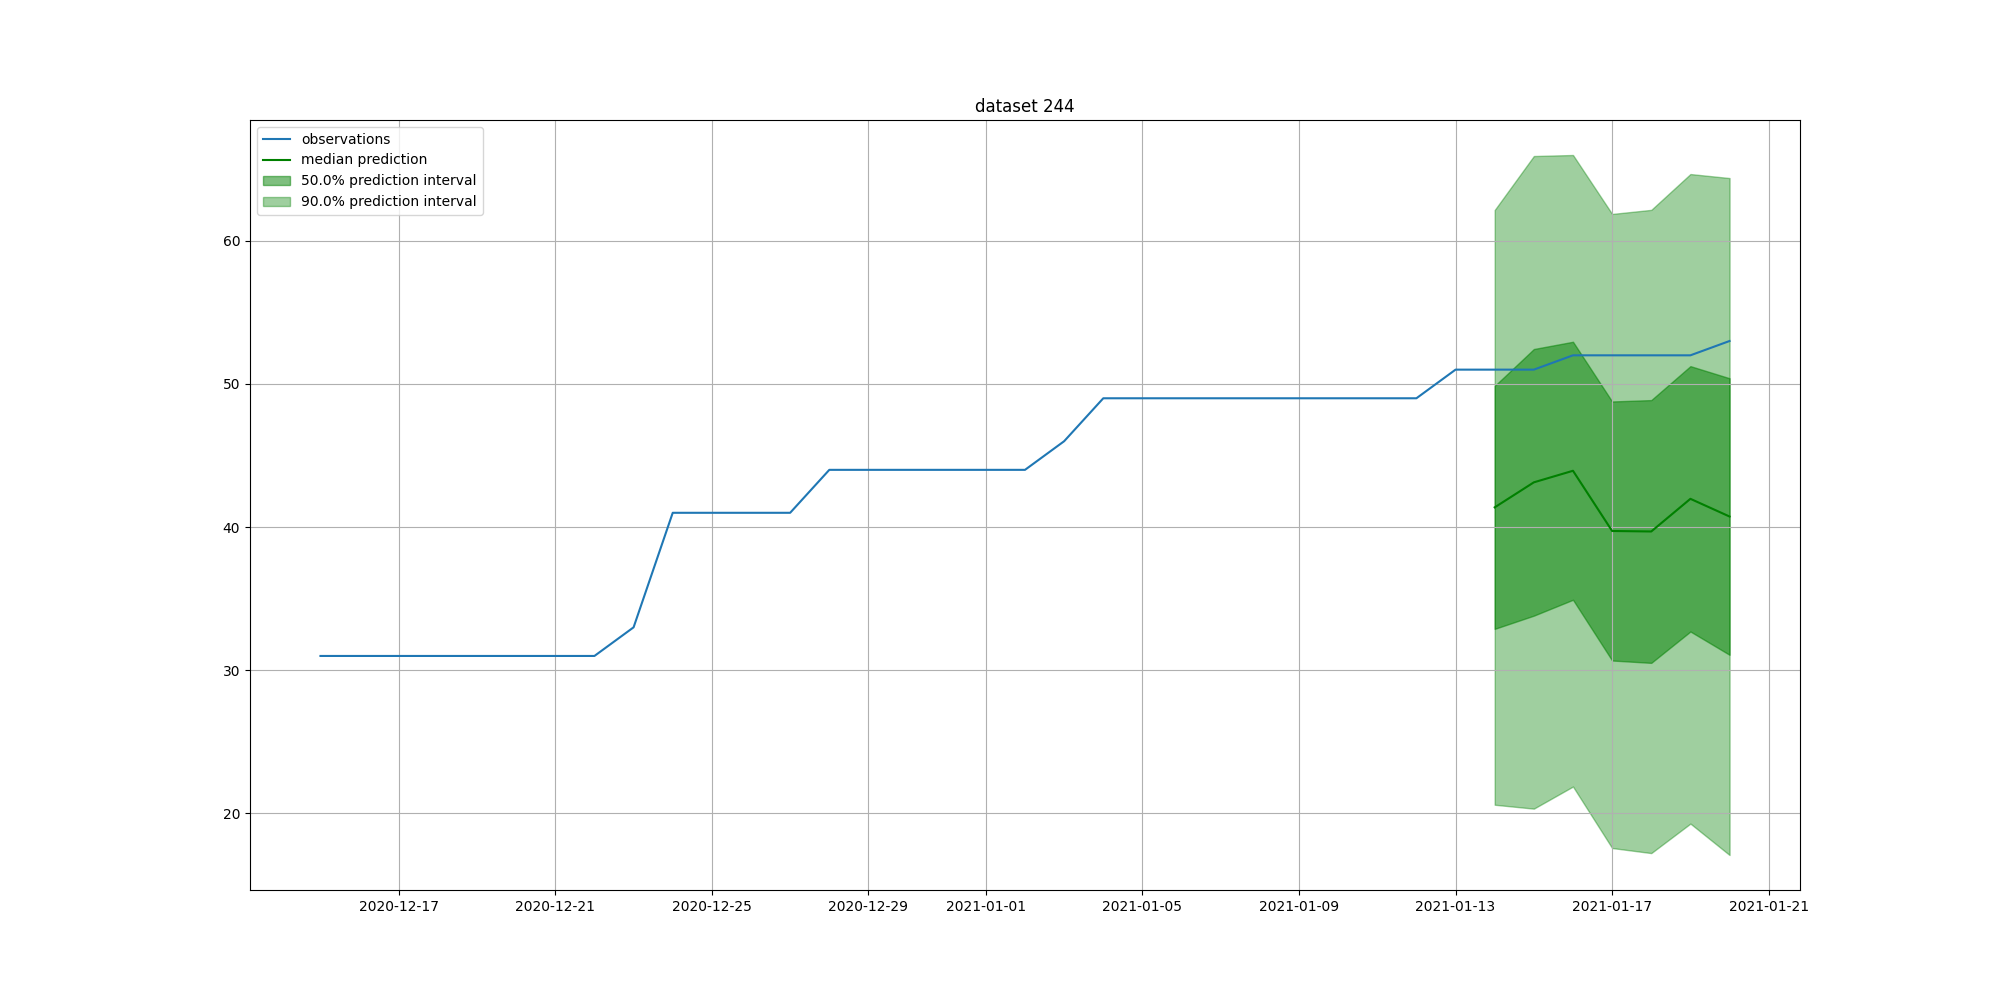 dataset 244
observations
median prediction
50.0% prediction interval
90.0% prediction interval
60
50
40
30
20
2020-12-17 2020-12-21 2020-12-25 2020-12-29 2021-01-01 2021-01-05 2021-01-09 2021-01-13 2021-01-17 2021-01-21